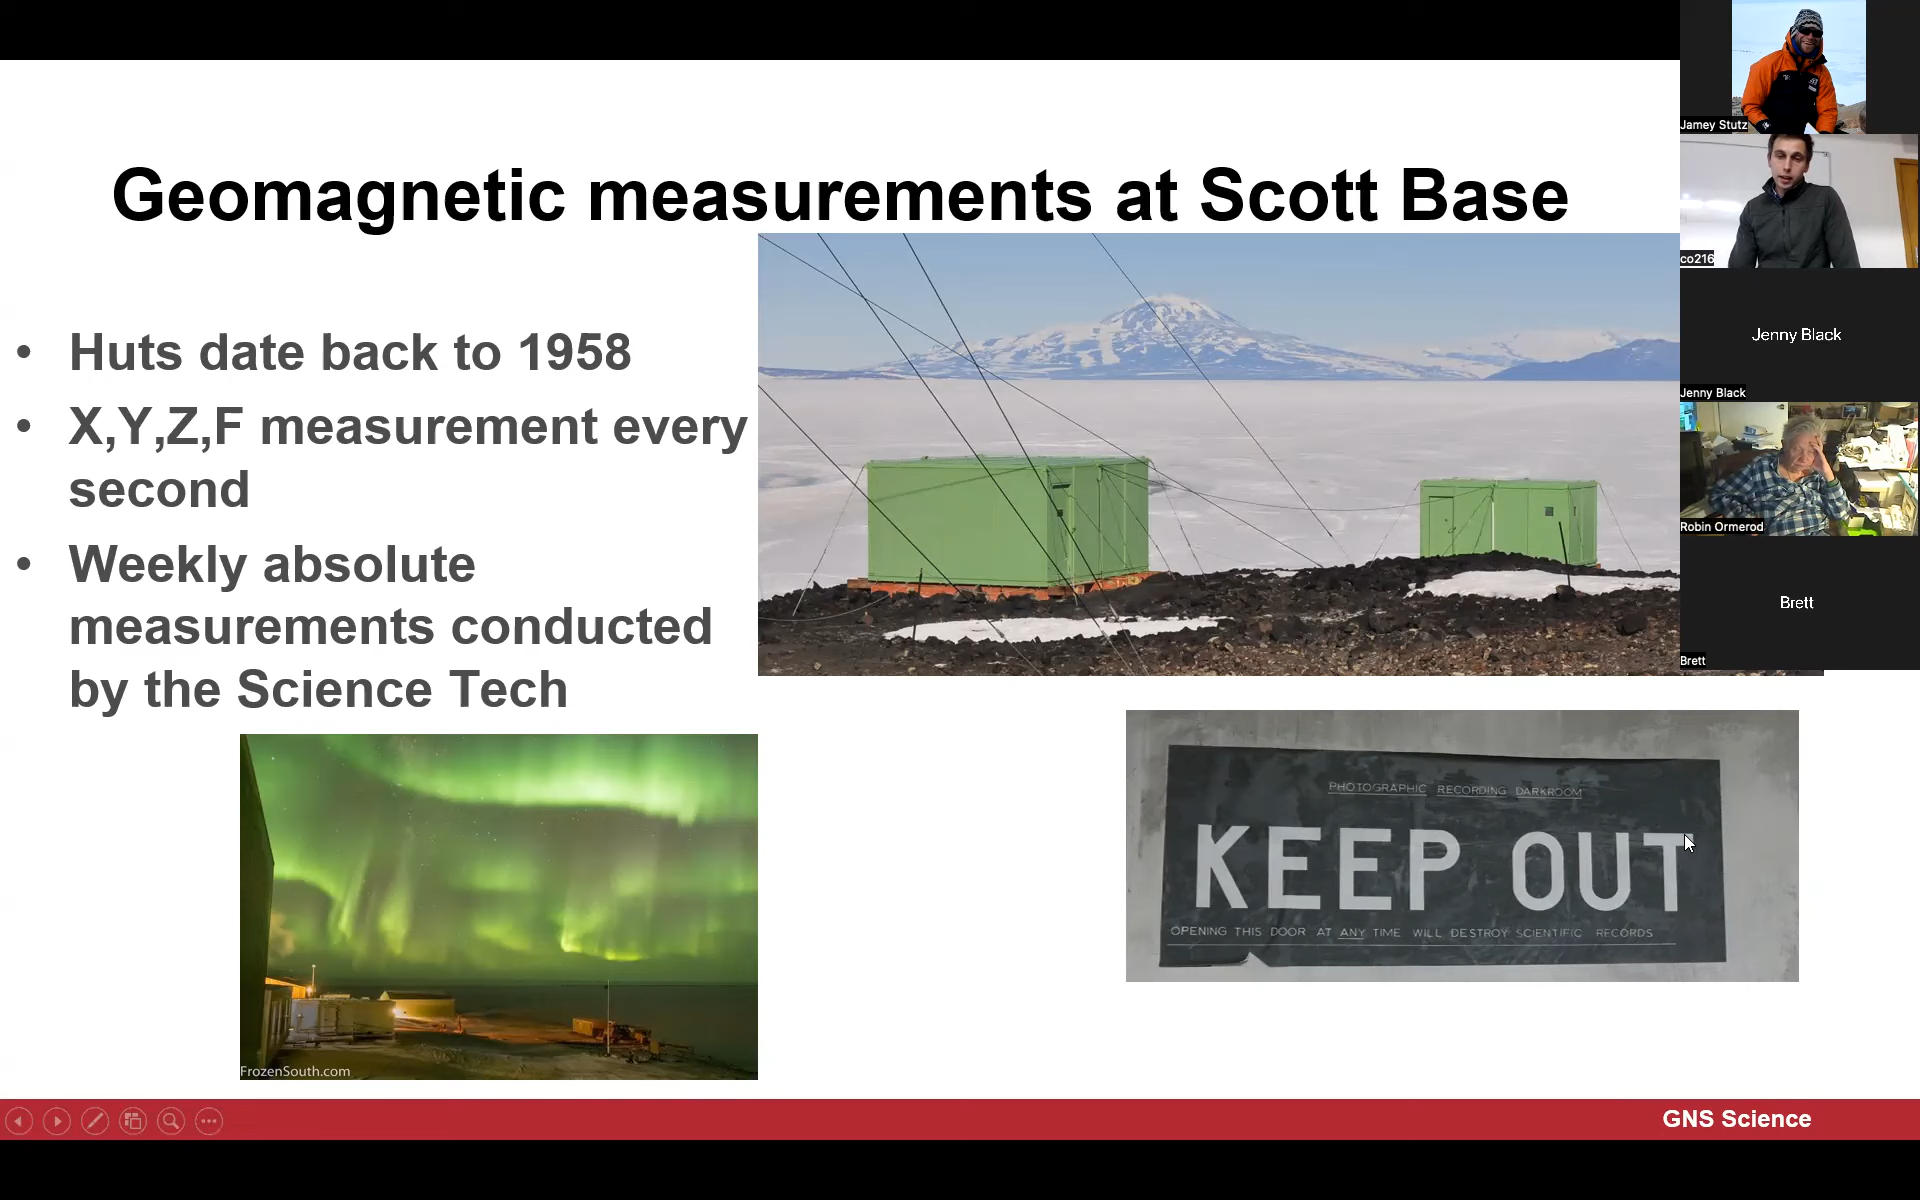 Geomagnetic measurements at Scott Base
• Huts date back to 1958
• X,Y,Z,F measurement every
second
• Weekly absolute
measurements conducted
by the Science Tech
PHOTOGRAPHIC RECORDING DARKROOM
KEEP OUT
OPENING THIS DOOR AT ANY TIME WILL DESTROY SCIENTIFIC RECORDS
FrozenSouth.com
GNS Science
Jamey Stutz
co216
Jenny Black
Jenny Black
Robin Ormerod
Brett
Brett